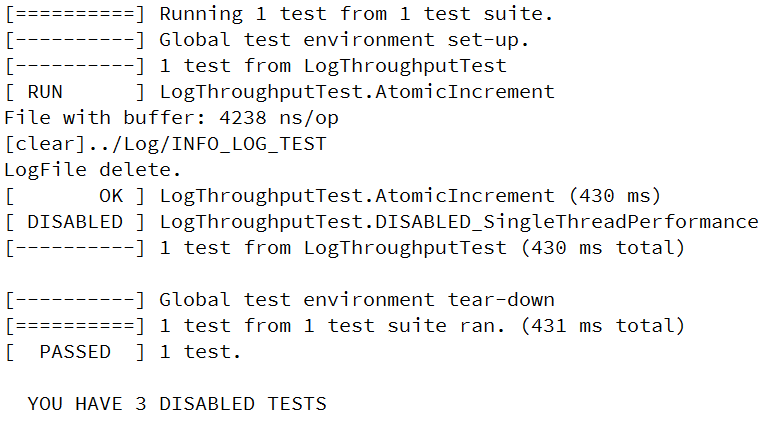 [==========] Running 1 test from 1 test suite.
[----------] Global test environment set-up.
[----------] 1 test from LogThroughputTest
[ RUN      ] LogThroughputTest.AtomicIncrement
File with buffer: 4238 ns/op
[clear]../Log/INFO_LOG_TEST
LogFile delete.
[       OK ] LogThroughputTest.AtomicIncrement (430 ms)
[ DISABLED ] LogThroughputTest.DISABLED_SingleThreadPerformance
[----------] 1 test from LogThroughputTest (430 ms total)

[----------] Global test environment tear-down
[==========] 1 test from 1 test suite ran. (431 ms total)
[  PASSED  ] 1 test.

  YOU HAVE 3 DISABLED TESTS